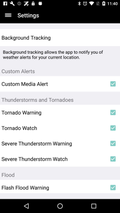 11:40
Settings
Background tracking
Background tracking allows the app to notify you of
weather alerts for your current location.
Custom Alerts
Custom Media Alert
Thunderstorms and Tornadoes
Tornado Warning
Tornado Watch
Severe Thunderstorm Warning
Severe Thunderstorm Watch
Flood
Flash Flood Warning